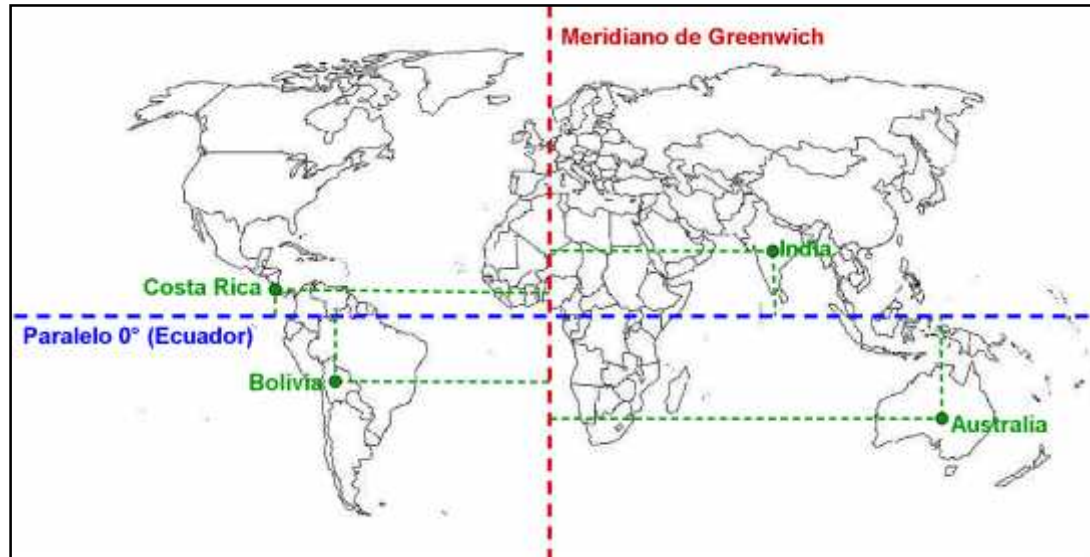 Meridiano de Greenwich
India
Costa Rica
Paralelo 0° (Ecuador)
Bolivia
Australia